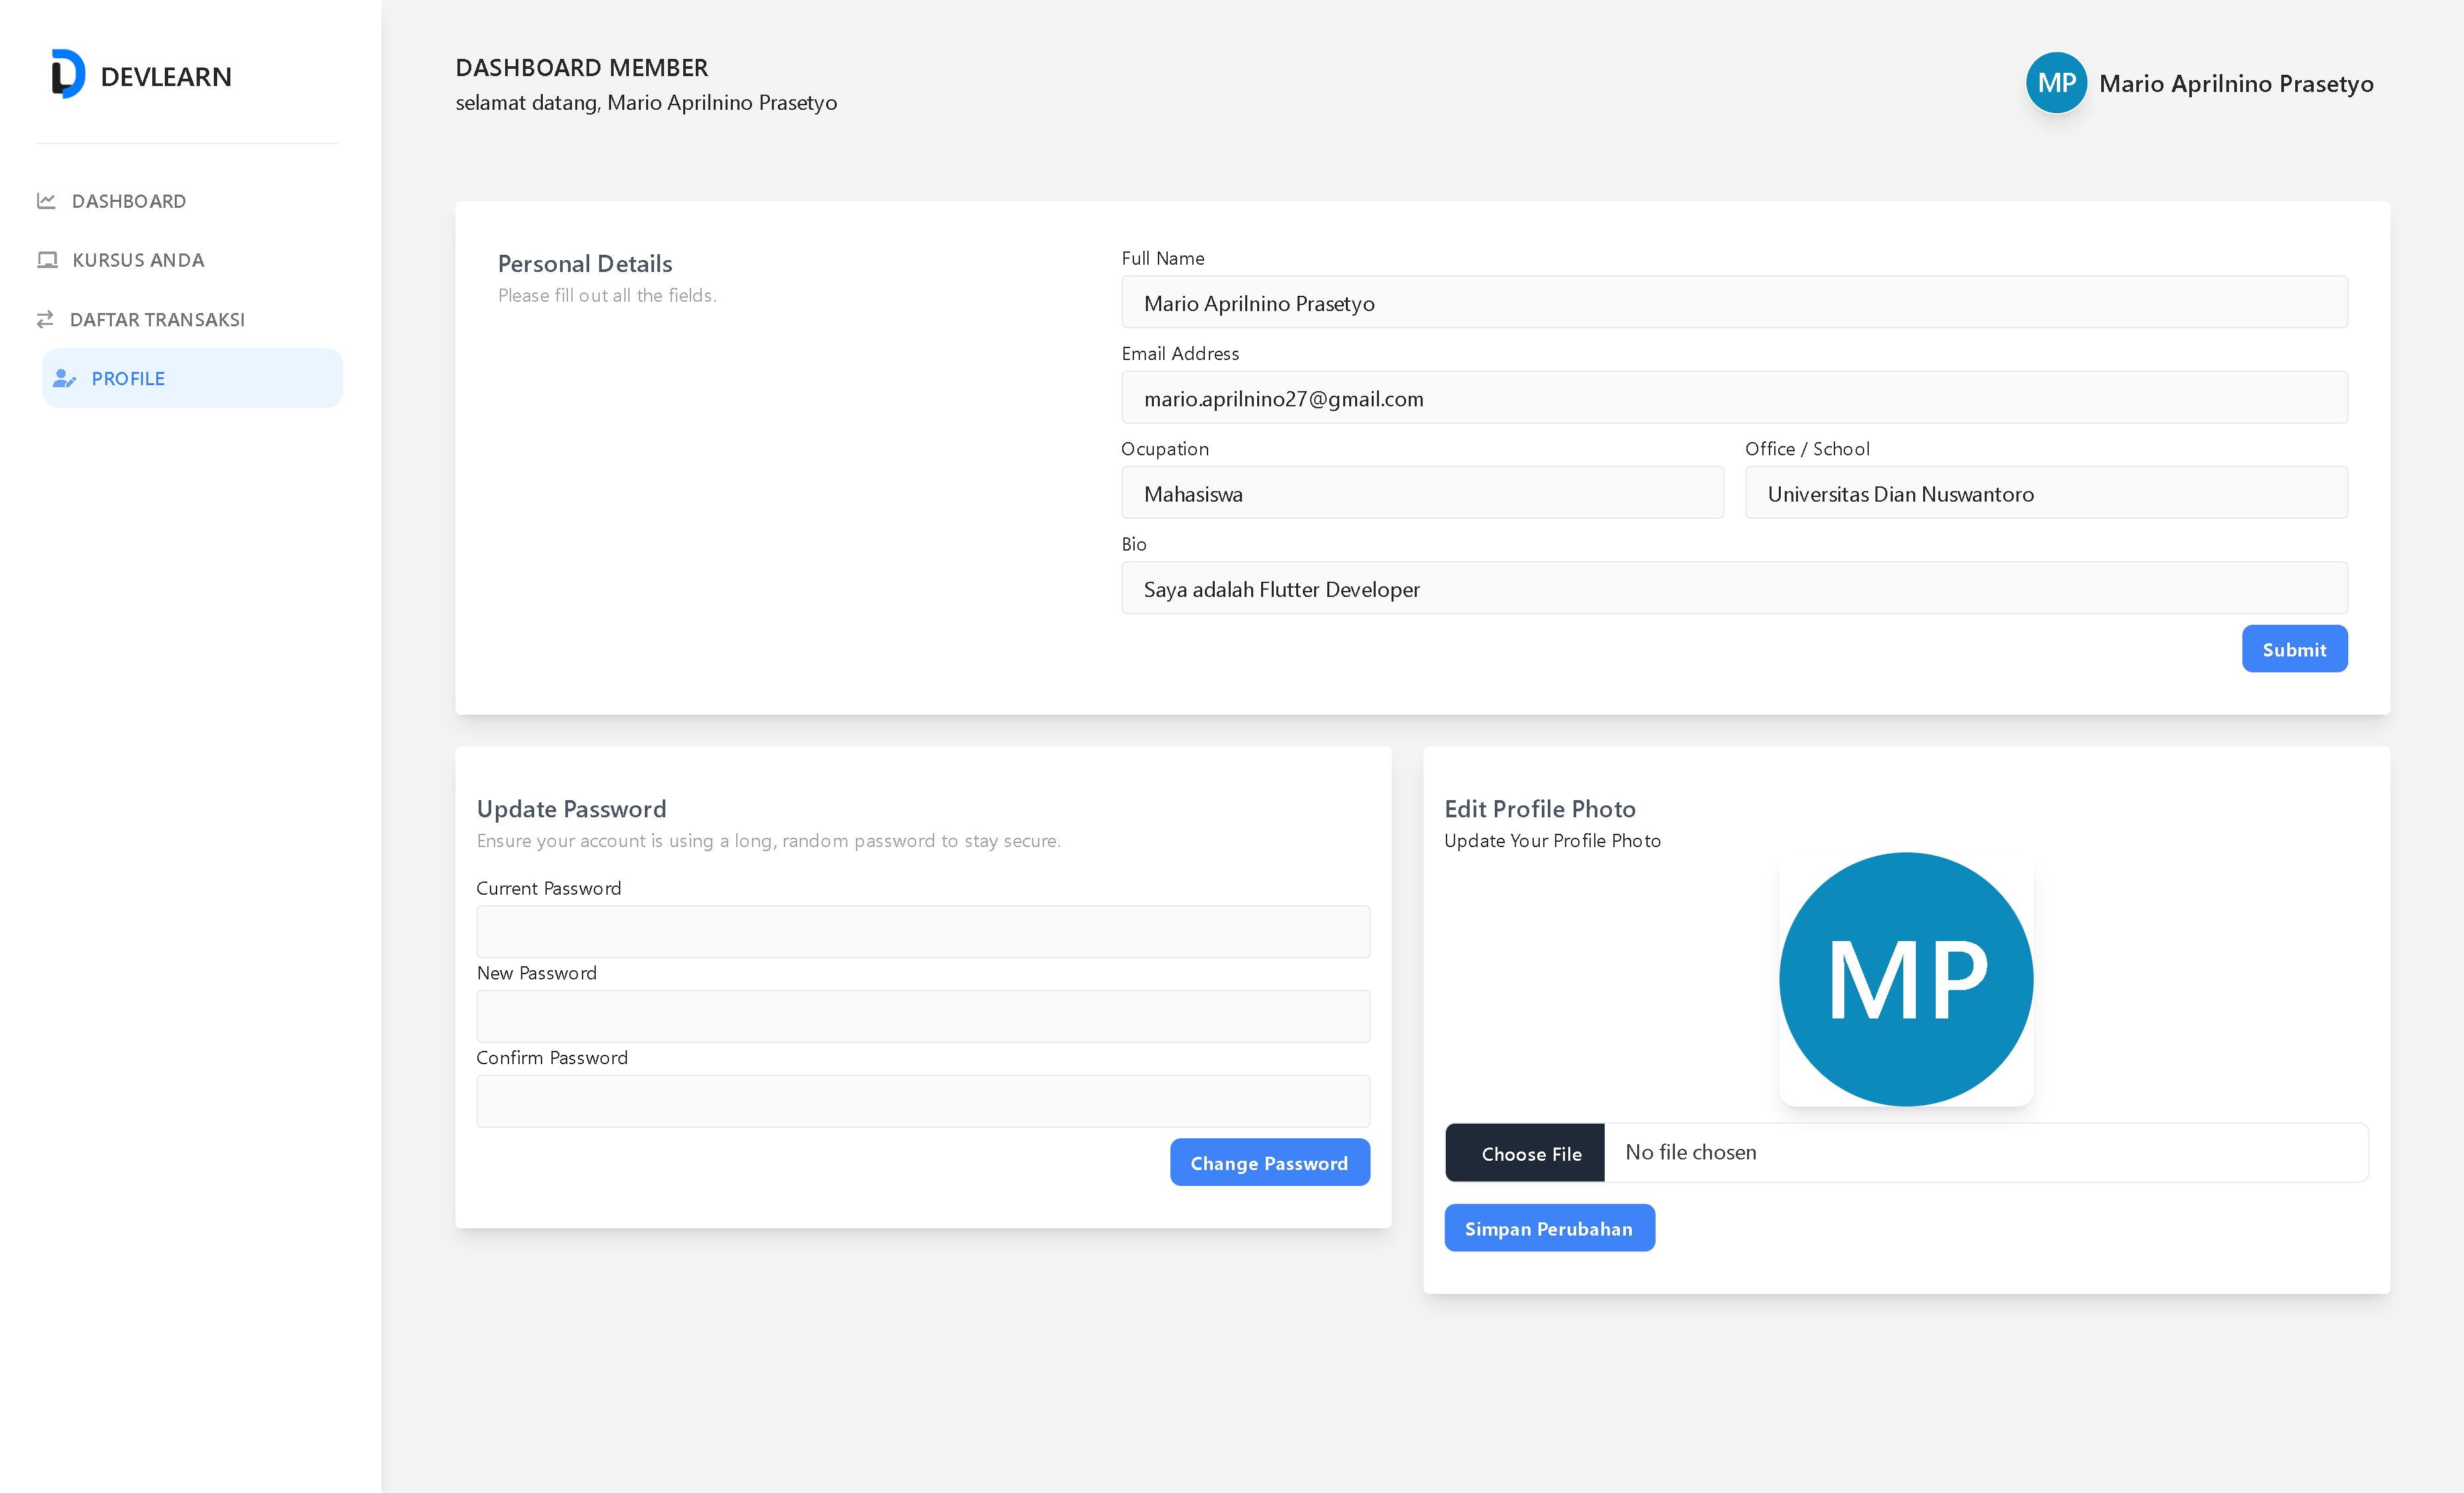 DEVLEARN
DASHBOARD
KURSUS ANDA
DAFTAR TRANSAKSI
PROFILE
DASHBOARD MEMBER
selamat datang, Mario Aprilnino Prasetyo
MP Mario Aprilnino Prasetyo
Personal Details
Please fill out all the fields.
Full Name
Mario Aprilnino Prasetyo
Email Address
mario.aprilnino27@gmail.com
Ocupation
Mahasiswa
Office / School
Universitas Dian Nuswantoro
Bio
Saya adalah Flutter Developer
Submit
Update Password
Ensure your account is using a long, random password to stay secure.
Current Password
New Password
Confirm Password
Change Password
Edit Profile Photo
Update Your Profile Photo
MP
Choose File No file chosen
Simpan Perubahan